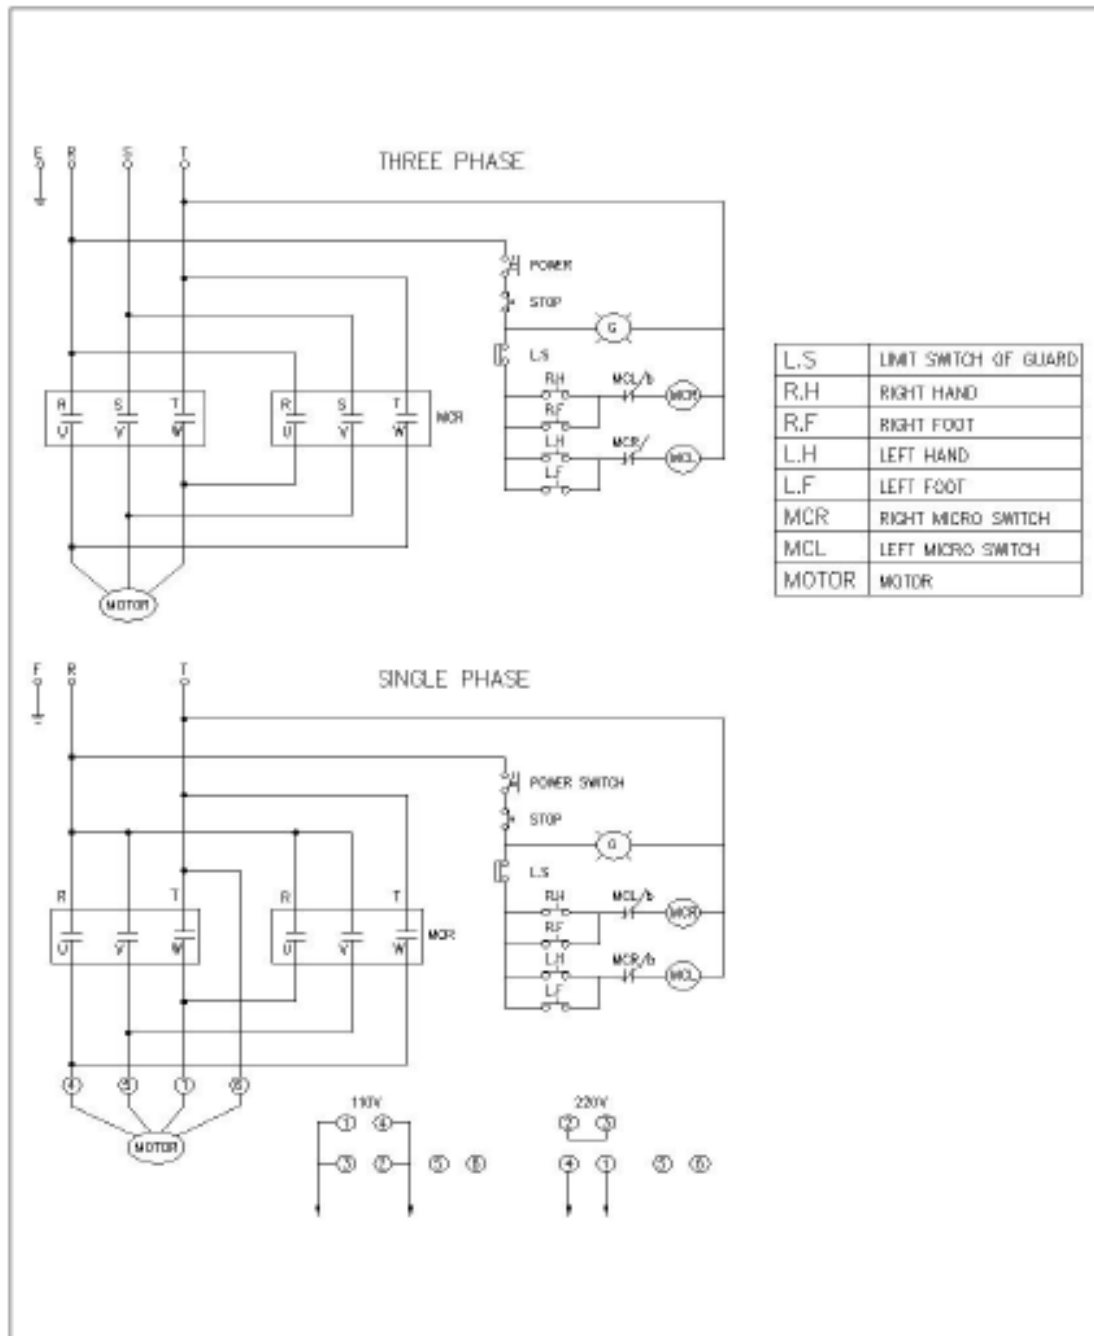 E R S T
THREE PHASE
POWER
STOP
G
L.S
R.H MCL/b
R.F
L.H MCR/
MCL
L.F
R S T R S T
MCR
U V W U V W
MOTOR
L.S LIMIT SWITCH OF GUARD
R.H RIGHT HAND
R.F RIGHT FOOT
L.H LEFT HAND
L.F LEFT FOOT
MCR RIGHT MICRO SWITCH
MCL LEFT MICRO SWITCH
MOTOR MOTOR
R T
SINGLE PHASE
POWER SWITCH
STOP
G
L.S
R.H MCL/b
MCR
R.F
L.H MCR/b
MCL
L.F
R T R T
MCR
U V W U V W
4 5 1
MOTOR
110V 220V
1 4 2 3
3 2 5 4 1 5 6